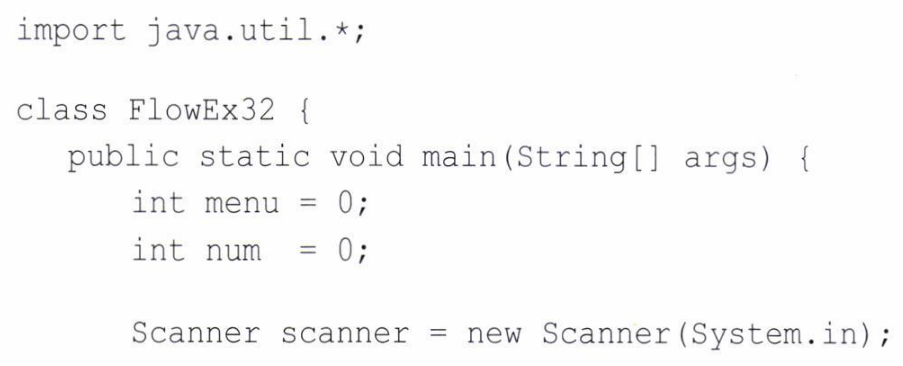 import java.util.*;
class FlowEx32 {
public static void main(String[] args) {
int menu = 0;
int num  = 0;
Scanner scanner = new Scanner(System.in);